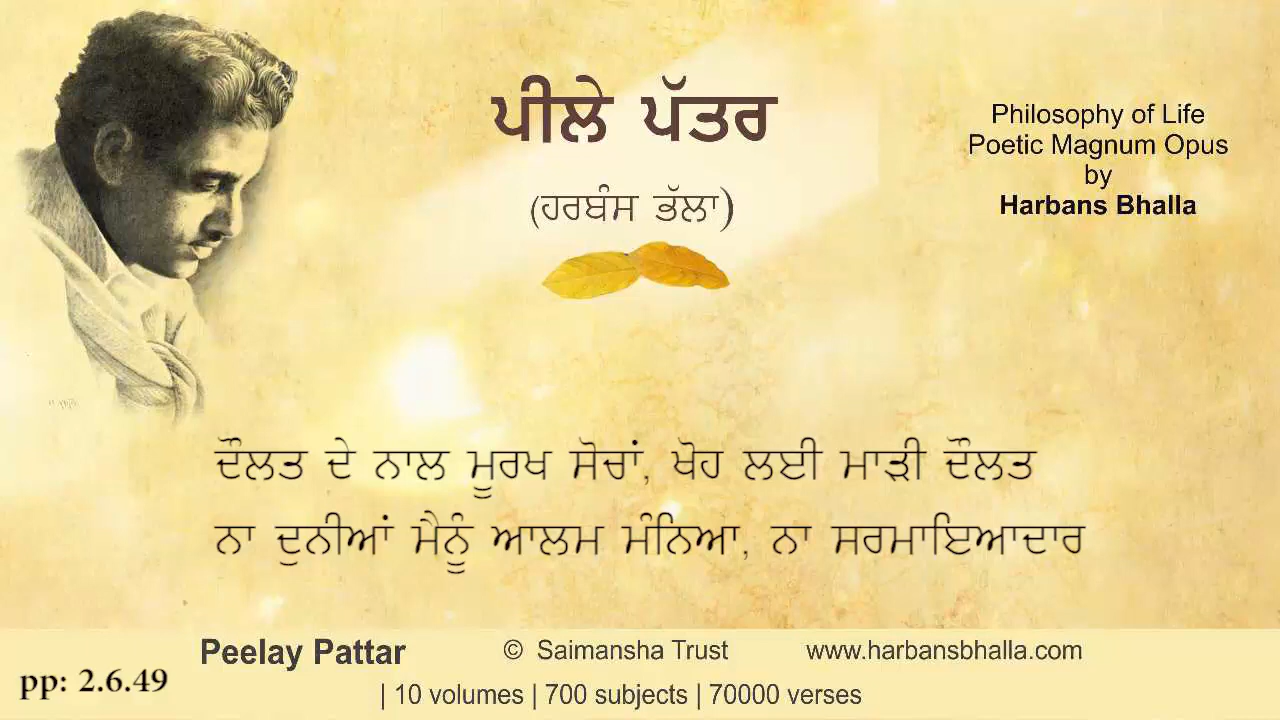 ਪੀਲੇ ਪੱਤਰ
(ਹਰਬੰਸ ਭੱਲਾ)
Philosophy of Life
Poetic Magnum Opus
by
Harbans Bhalla
ਦੌਲਤ ਦੇ ਨਾਲ ਮੂਰਖ ਸੋਚਾਂ, ਖੋਹ ਲਈ ਮਾੜੀ ਦੌਲਤ
ਨਾ ਦੁਨੀਆਂ ਮੈਨੂੰ ਆਲਮ ਮੰਨਿਆ, ਨਾ ਸਰਮਾਇਆਦਾਰ
Peelay Pattar © Saimansha Trust www.harbansbhalla.com
pp: 2.6.49
| 10 volumes | 700 subjects | 70000 verses